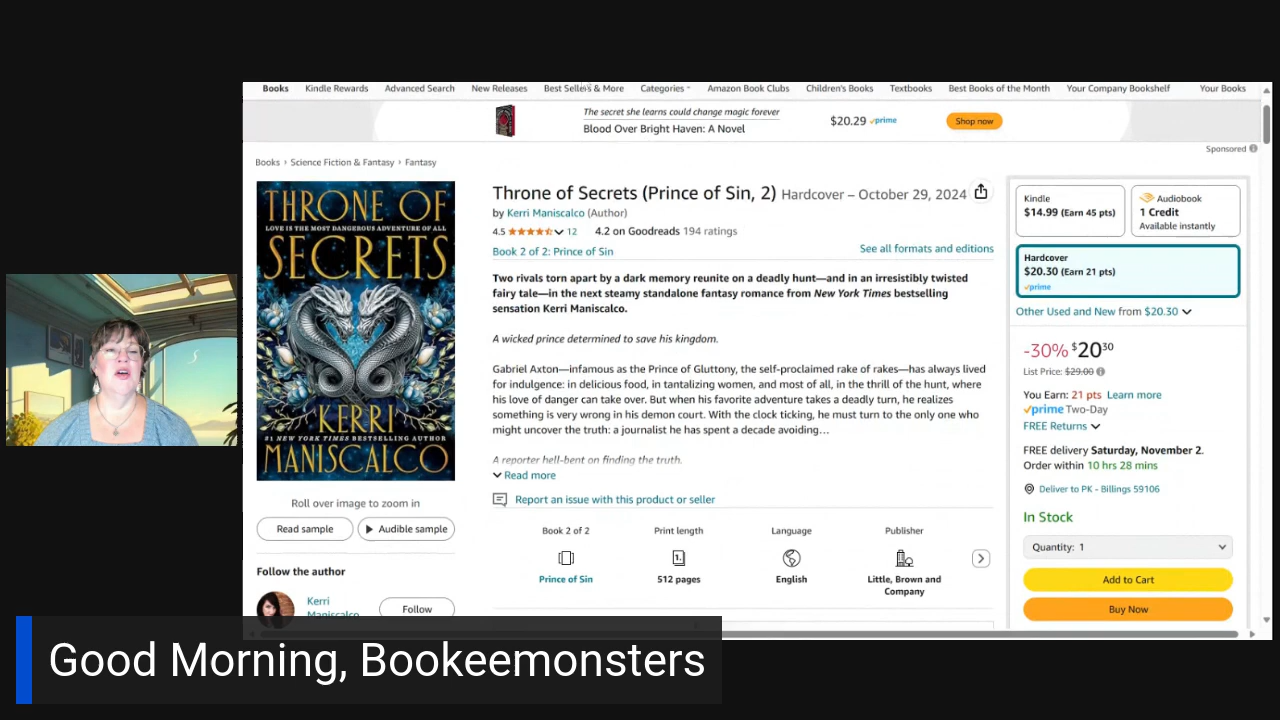 Books Kindle Rewards Advanced Search New Releases Best Sellers & More Categories Amazon Book Clubs Children's Books Textbooks Best Books of the Month Your Company Bookshelf Your Books
The secret she learns could change magic forever
Blood Over Bright Haven: A Novel
$20.29 prime
Shop now
Sponsored
Books › Science Fiction & Fantasy › Fantasy
THRONE OF
LOVE IS THE MOST DANGEROUS ADVENTURE OF ALL
SECRETS
KERRI
#1 NEW YORK TIMES BESTSELLING AUTHOR
MANISCALCO
Roll over image to zoom in
Read sample
Audible sample
Follow the author
Kerri
Maniscalco
Follow
Throne of Secrets (Prince of Sin, 2) Hardcover – October 29, 2024
by Kerri Maniscalco (Author)
4.5 12 4.2 on Goodreads 194 ratings
Book 2 of 2: Prince of Sin
See all formats and editions
Two rivals torn apart by a dark memory reunite on a deadly hunt—and in an irresistibly twisted
fairy tale—in the next steamy standalone fantasy romance from New York Times bestselling
sensation Kerri Maniscalco.
A wicked prince determined to save his kingdom.
Gabriel Axton—infamous as the Prince of Gluttony, the self-proclaimed rake of rakes—has always lived
for indulgence: in delicious food, in tantalizing women, and most of all, in the thrill of the hunt, where
his love of danger can take over. But when his favorite adventure takes a deadly turn, he realizes
something is very wrong in his demon court. With the clock ticking, he must turn to the only one who
might uncover the truth: a journalist he has spent a decade avoiding…
A reporter hell-bent on finding the truth.
Read more
Report an issue with this product or seller
Book 2 of 2
Prince of Sin
Print length
512 pages
Language
English
Publisher
Little, Brown and
Company
Kindle
$14.99 (Earn 45 pts)
Audiobook
1 Credit
Available instantly
Hardcover
$20.30 (Earn 21 pts)
prime
Other Used and New from $20.30
-30% $2030
List Price: $29.00
You Earn: 21 pts Learn more
prime Two-Day
FREE Returns
FREE delivery Saturday, November 2.
Order within 10 hrs 28 mins
Deliver to PK - Billings 59106
In Stock
Quantity: 1
Add to Cart
Buy Now
Good Morning, Bookeemonsters